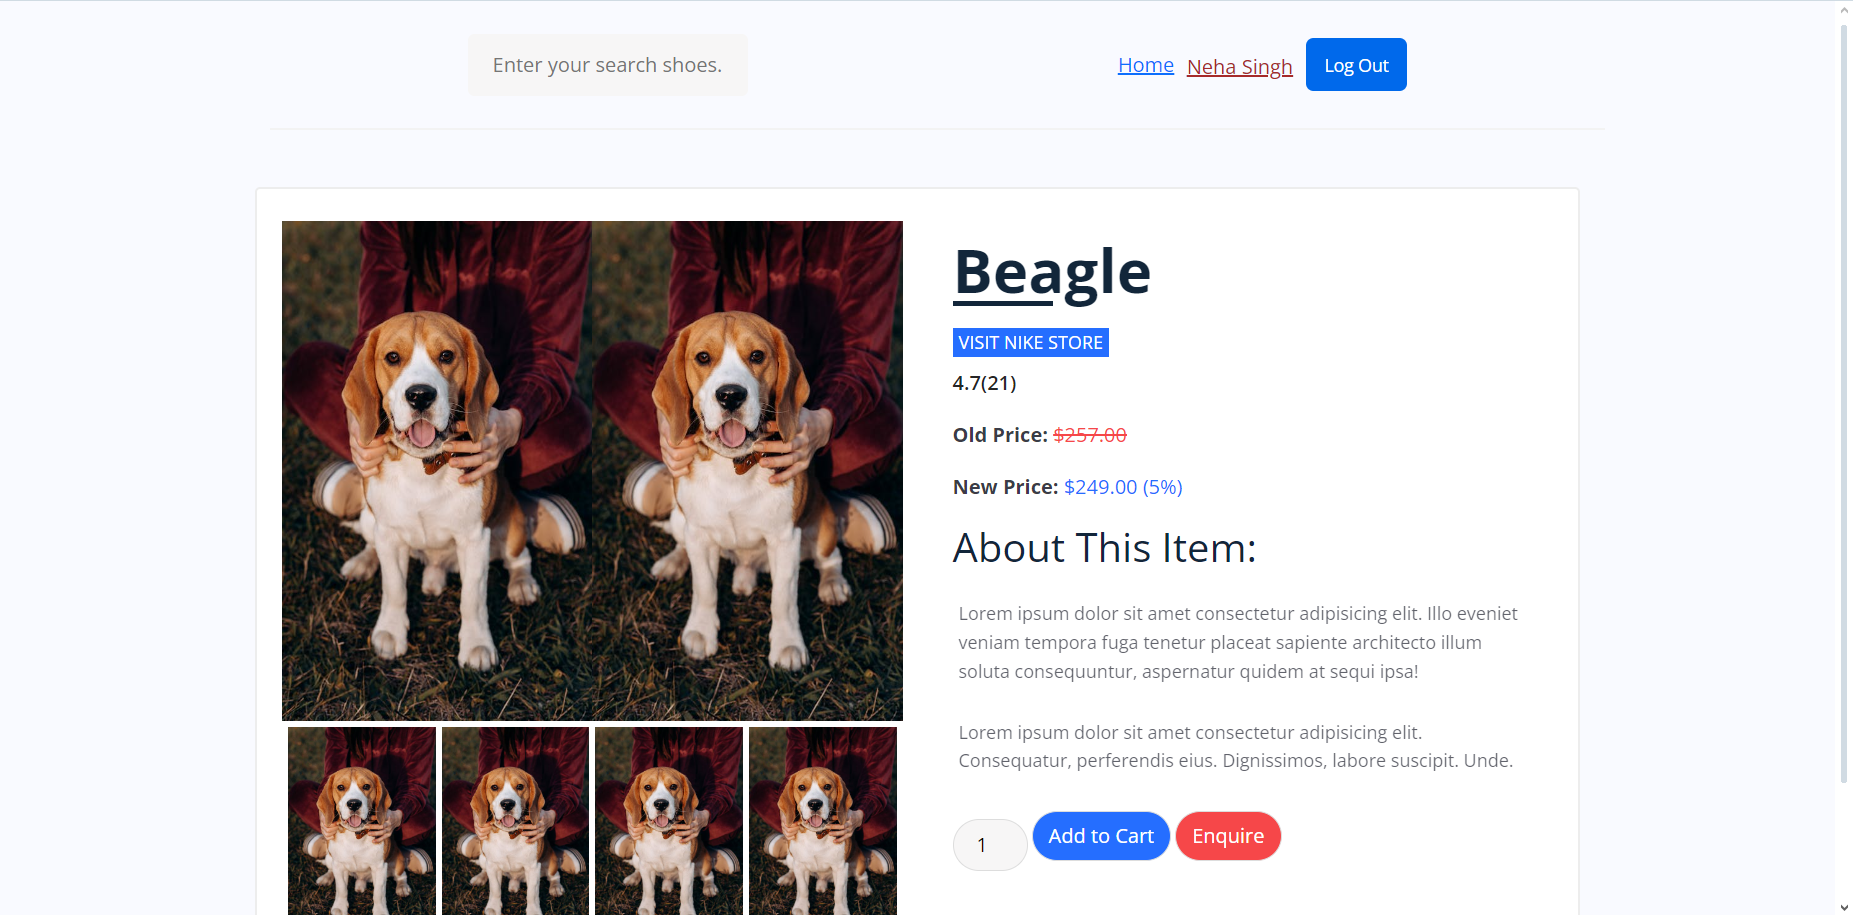 Enter your search shoes.
Home Neha Singh Log Out
Beagle
VISIT NIKE STORE
4.7(21)
Old Price: $257.00
New Price: $249.00 (5%)
About This Item:
Lorem ipsum dolor sit amet consectetur adipisicing elit. Illo eveniet
veniam tempora fuga tenetur placeat sapiente architecto illum
soluta consequuntur, aspernatur quidem at sequi ipsa!
Lorem ipsum dolor sit amet consectetur adipisicing elit.
Consequatur, perferendis eius. Dignissimos, labore suscipit. Unde.
1 Add to Cart Enquire